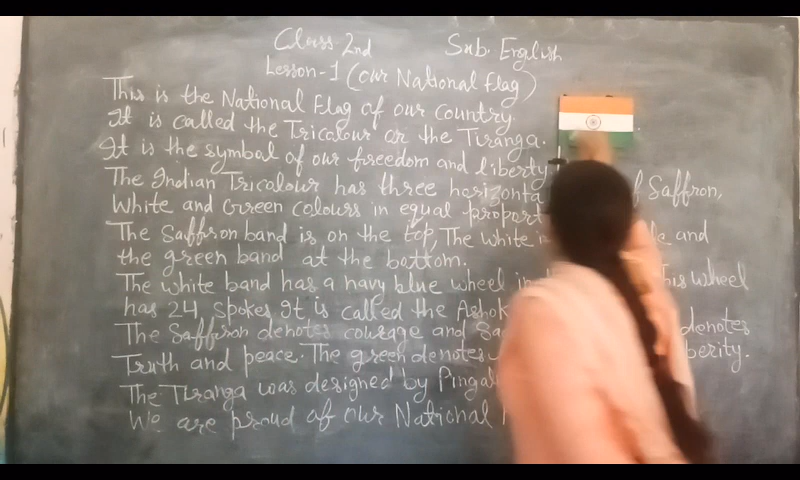 Class 2nd Sub. English
Lesson-1 (our National flag)
This is the National Flag of our country.
It is called the Tricolour or the Tiranga.
It is the symbol of our freedom and liberty
The Indian Tricolour has three horizonta of Saffron,
White and Green colours in equal proport
The Saffron band is on the top, The white and
the green band at the bottom.
The white band has a navy blue wheel in This wheel
has 24, spokes It is called the Ashok
The Saffron denotes courage and denotes
Truth and peace. The green denotes
The Tiranga was designed by
We are proud of our National